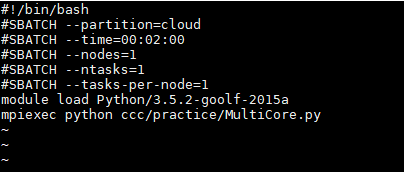 #!/bin/bash
#SBATCH --partition=cloud
#SBATCH --time=00:02:00
#SBATCH --nodes=1
#SBATCH --ntasks=1
#SBATCH --tasks-per-node=1
module load Python/3.5.2-goolf-2015a
mpiexec python ccc/practice/MultiCore.py
~
~
~